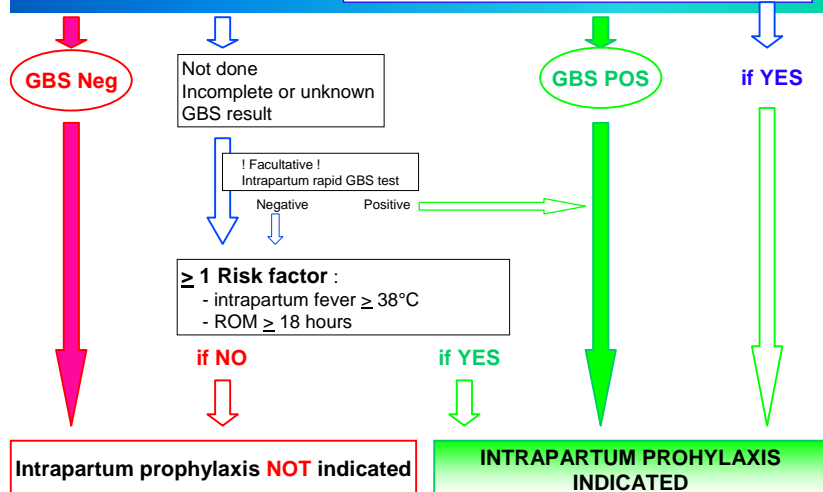 GBS Neg
Not done
Incomplete or unknown
GBS result
GBS POS
if YES
! Facultative !
Intrapartum rapid GBS test
Negative
Positive
≥ 1 Risk factor :
- intrapartum fever ≥ 38°C
- ROM ≥ 18 hours
if NO
if YES
Intrapartum prophylaxis NOT indicated
INTRAPARTUM PROHYLAXIS
INDICATED